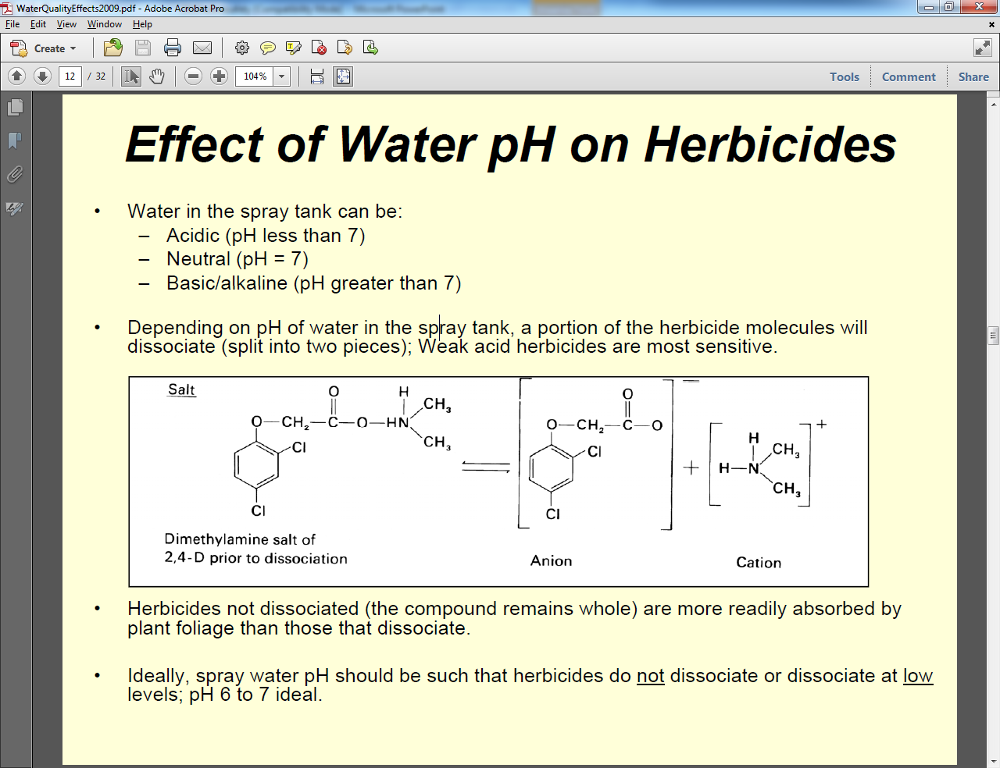 WaterQualityEffects2009.pdf - Adobe Acrobat Pro
File Edit View Window Help
Create
12 / 32 104% Tools Comment Share
Effect of Water pH on Herbicides
• Water in the spray tank can be:
– Acidic (pH less than 7)
– Neutral (pH = 7)
– Basic/alkaline (pH greater than 7)
• Depending on pH of water in the spray tank, a portion of the herbicide molecules will
dissociate (split into two pieces); Weak acid herbicides are most sensitive.
Salt
O H CH₃
O—CH₂—C—O—HN
CH₃
Cl
Cl
O
O—CH₂—C—O
Cl
Cl
–
+
H CH₃
H—N
CH₃
+
Dimethylamine salt of
2,4-D prior to dissociation
Anion
Cation
• Herbicides not dissociated (the compound remains whole) are more readily absorbed by
plant foliage than those that dissociate.
• Ideally, spray water pH should be such that herbicides do not dissociate or dissociate at low
levels; pH 6 to 7 ideal.